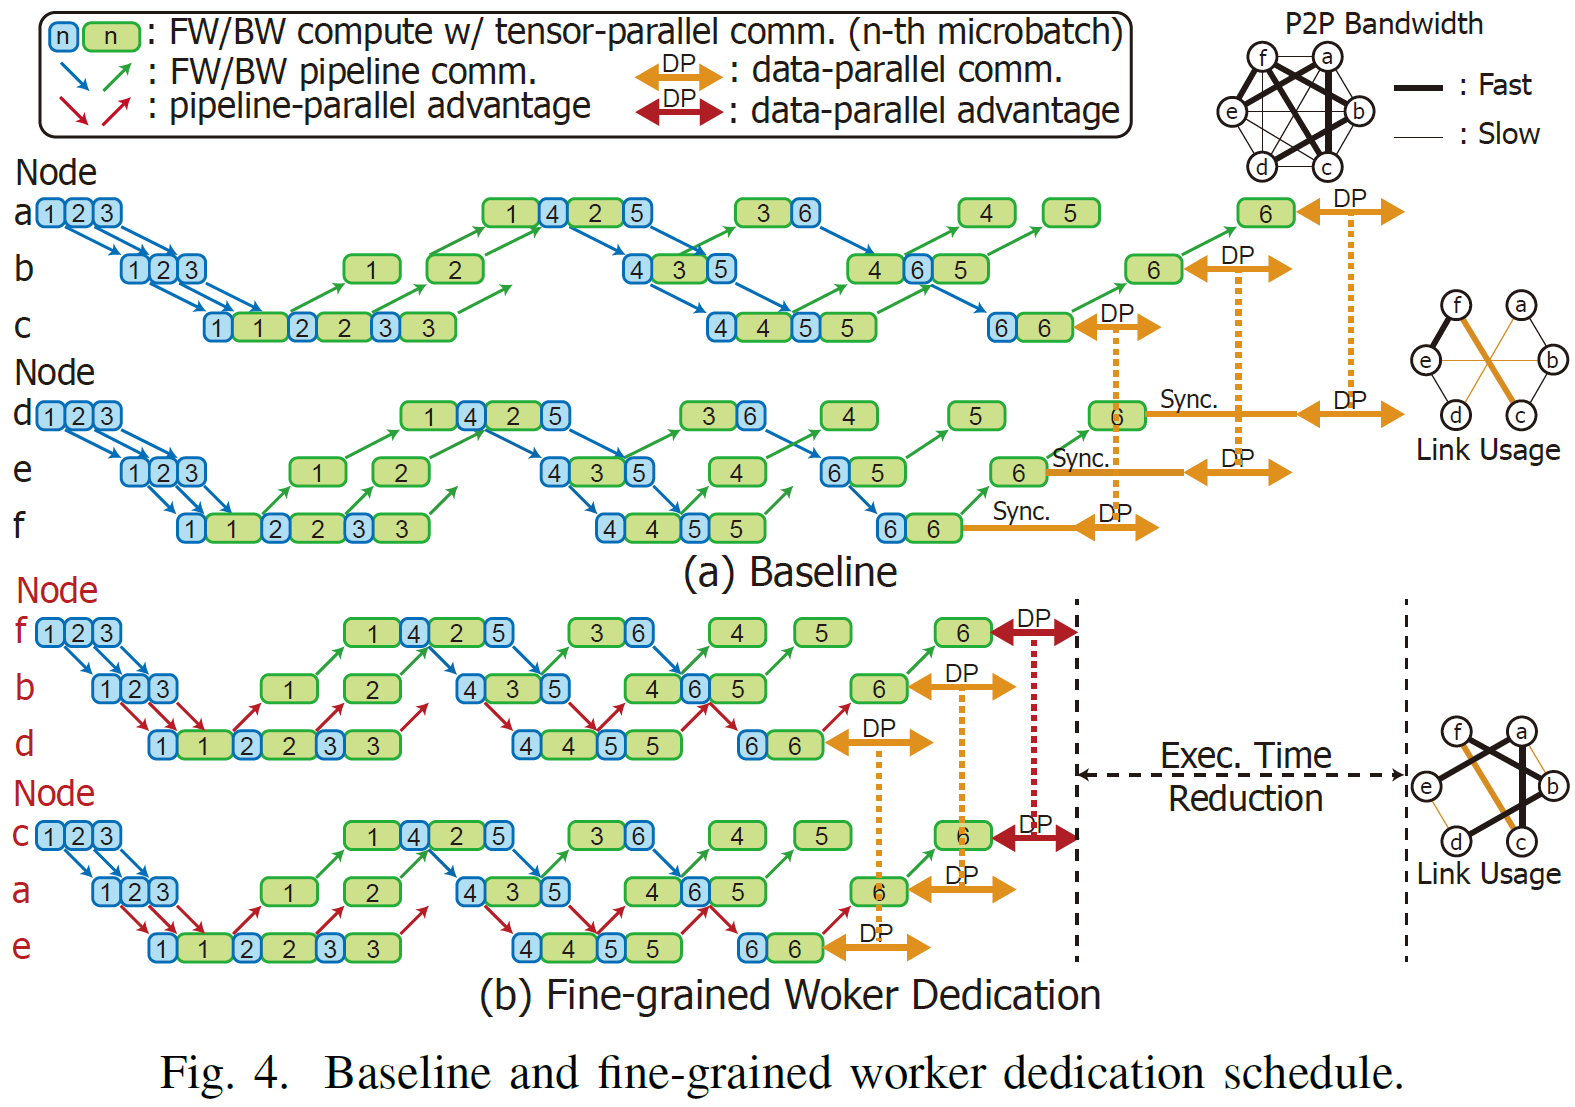 n n : FW/BW compute w/ tensor-parallel comm. (n-th microbatch)
: FW/BW pipeline comm. DP : data-parallel comm.
: pipeline-parallel advantage DP : data-parallel advantage
P2P Bandwidth
f a
e b
d c
: Fast
: Slow
Node
a 1 2 3 1 4 2 5 3 6 4 5 6 DP
b 1 2 3 1 2 4 3 5 4 6 5 6 DP
c 1 1 2 2 3 3 4 4 5 5 6 6 DP
Node
d 1 2 3 1 4 2 5 3 6 4 5 6 Sync. DP
e 1 2 3 1 2 4 3 5 4 6 5 6 Sync. DP
f 1 1 2 2 3 3 4 4 5 5 6 6 Sync. DP
f a
e b
d c
Link Usage
(a) Baseline
Node
f 1 2 3 1 4 2 5 3 6 4 5 6 DP
b 1 2 3 1 2 4 3 5 4 6 5 6 DP
d 1 1 2 2 3 3 4 4 5 5 6 6 DP
Node
c 1 2 3 1 4 2 5 3 6 4 5 6 DP
a 1 2 3 1 2 4 3 5 4 6 5 6 DP
e 1 1 2 2 3 3 4 4 5 5 6 6 DP
Exec. Time
Reduction
f a
e b
d c
Link Usage
(b) Fine-grained Woker Dedication
Fig. 4. Baseline and fine-grained worker dedication schedule.